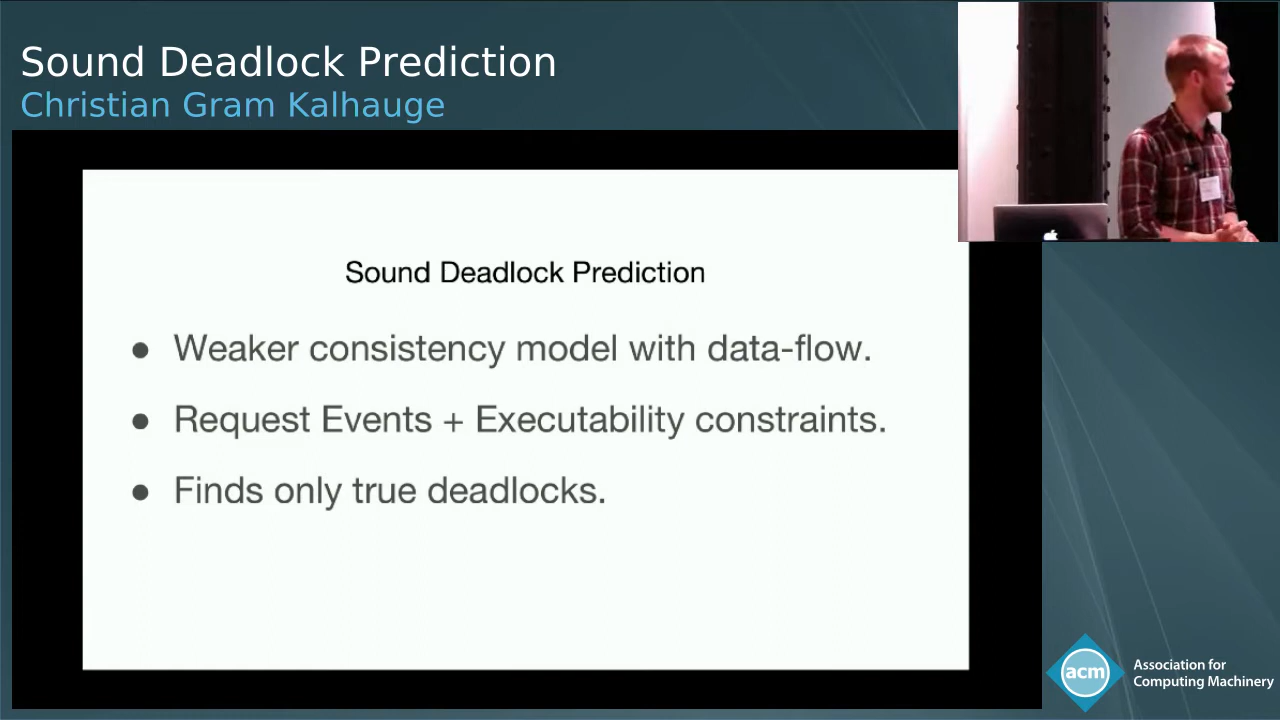 Sound Deadlock Prediction
Christian Gram Kalhauge
Sound Deadlock Prediction
● Weaker consistency model with data-flow.
● Request Events + Executability constraints.
● Finds only true deadlocks.
acm
Association for
Computing Machinery